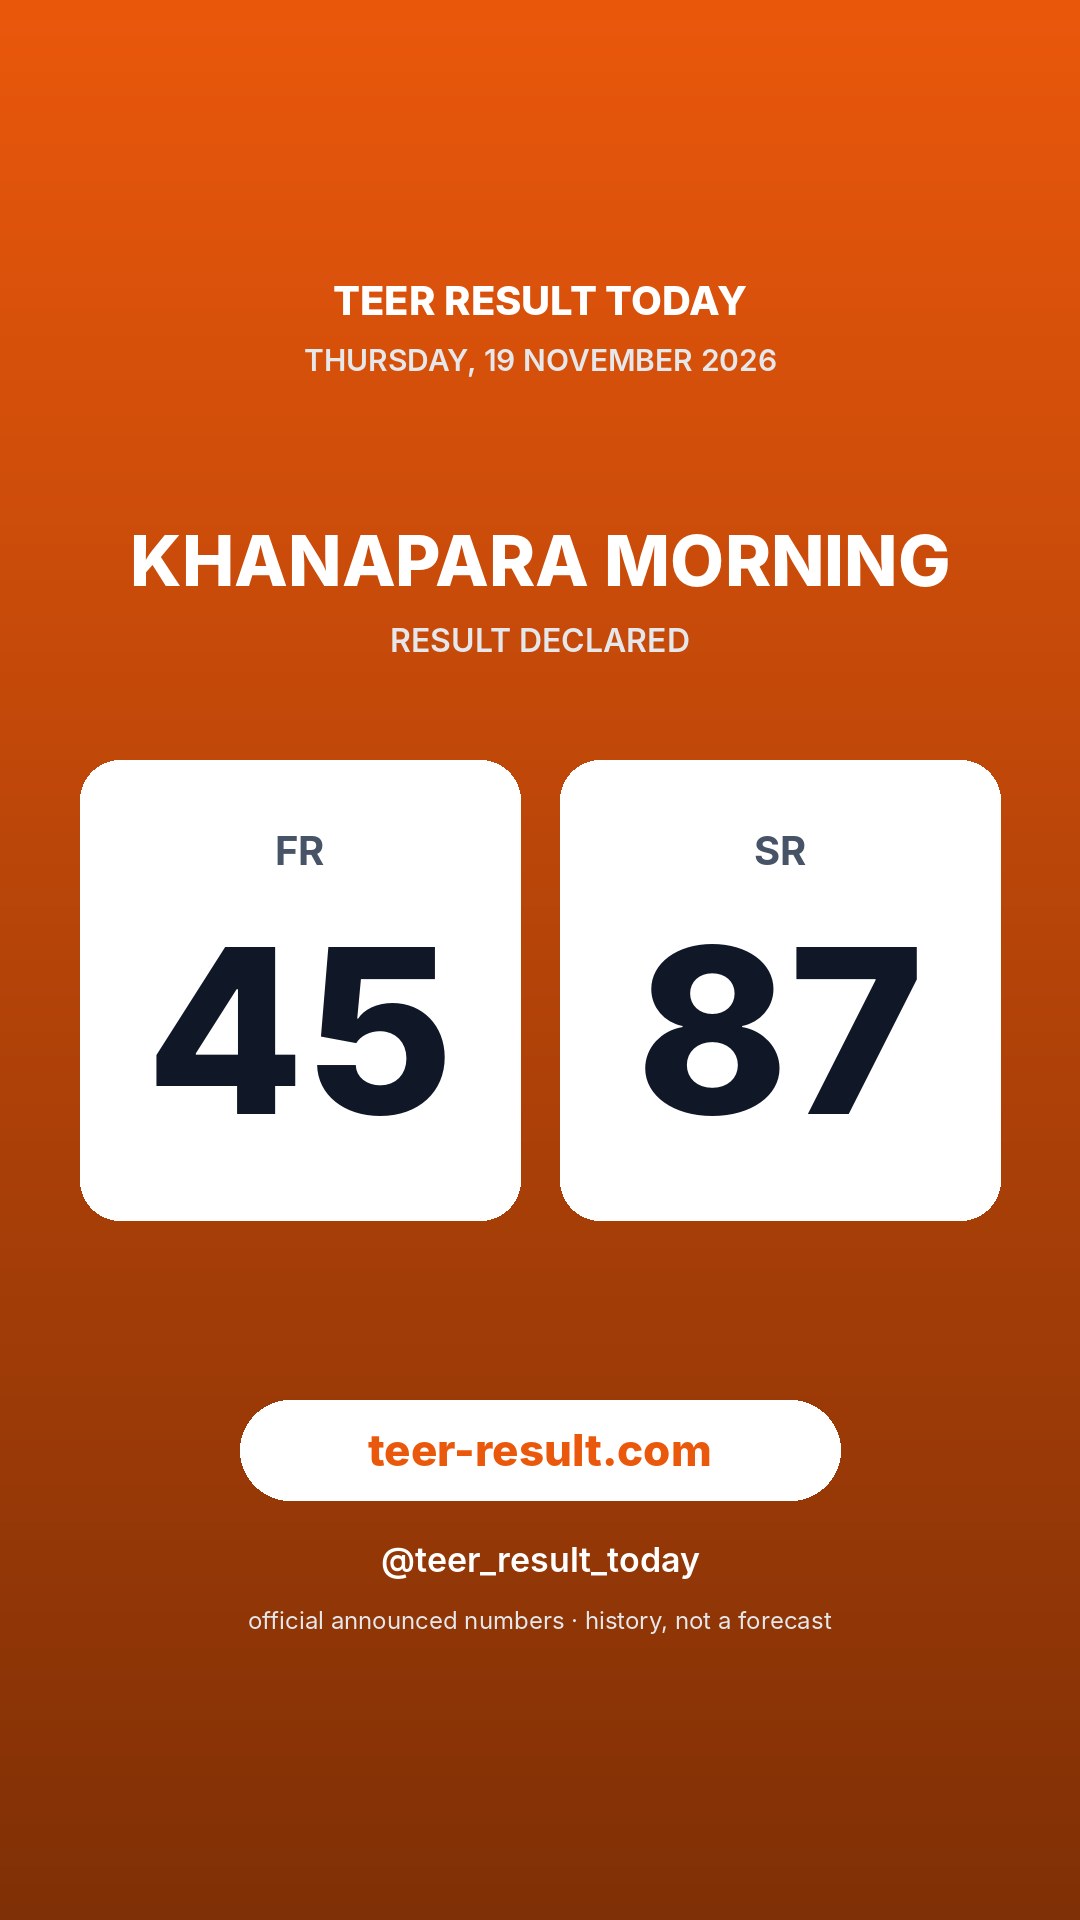 TEER RESULT TODAY
THURSDAY, 19 NOVEMBER 2026
KHANAPARA MORNING
RESULT DECLARED
FR
45
SR
87
teer-result.com
@teer_result_today
official announced numbers · history, not a forecast